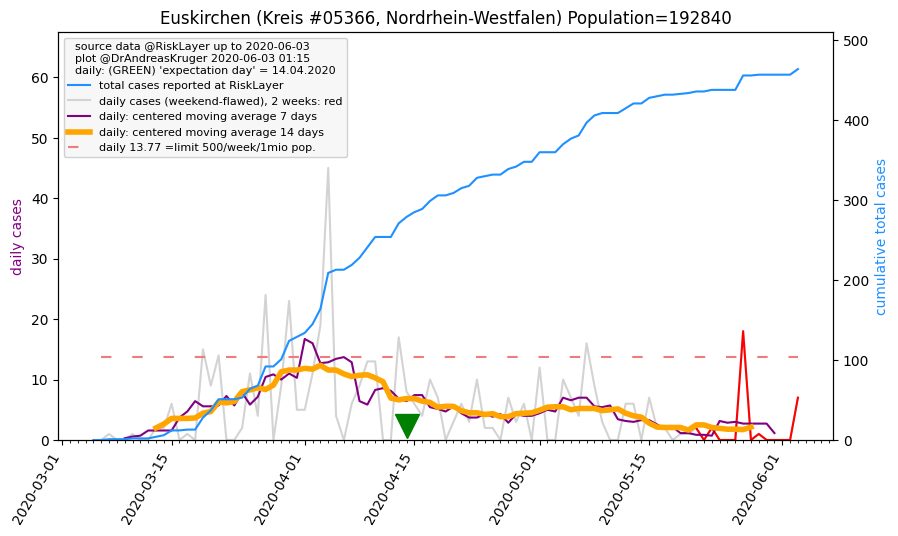 Euskirchen (Kreis #05366, Nordrhein-Westfalen) Population=192840
source data @RiskLayer up to 2020-06-03
plot @DrAndreasKruger 2020-06-03 01:15
daily: (GREEN) 'expectation day' = 14.04.2020
total cases reported at RiskLayer
daily cases (weekend-flawed), 2 weeks: red
daily: centered moving average 7 days
daily: centered moving average 14 days
daily 13.77 =limit 500/week/1mio pop.
daily cases
0
10
20
30
40
50
60
cumulative total cases
0
100
200
300
400
500
2020-03-01
2020-03-15
2020-04-01
2020-04-15
2020-05-01
2020-05-15
2020-06-01